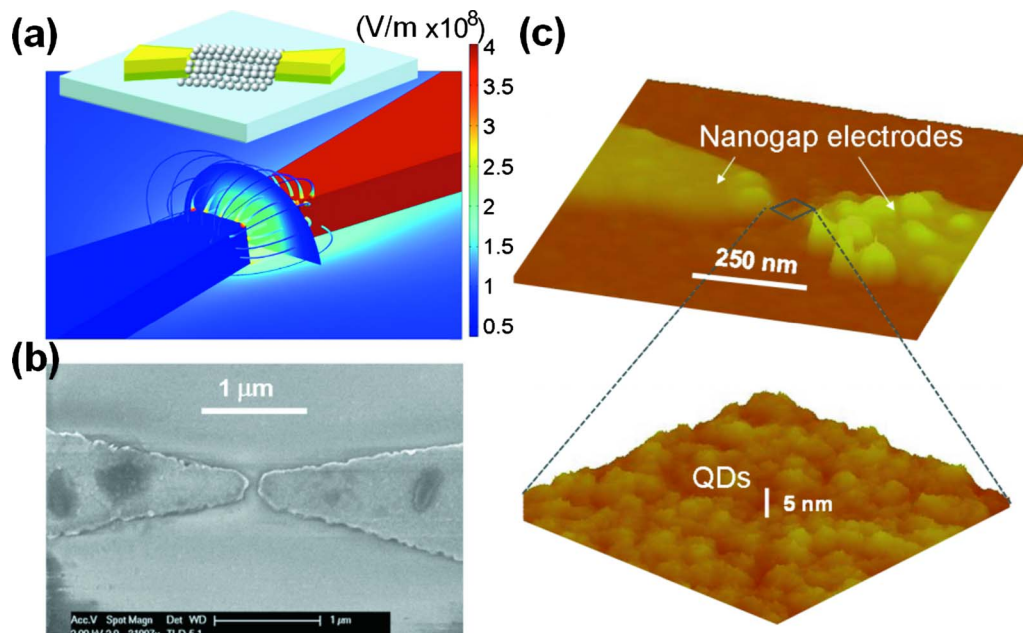 (a)
(V/m x10⁸)
4
3.5
3
2.5
2
1.5
1
0.5
(b)
1 μm
Acc.V Spot Magn Det WD
1 μm
(c)
Nanogap electrodes
250 nm
QDs
5 nm